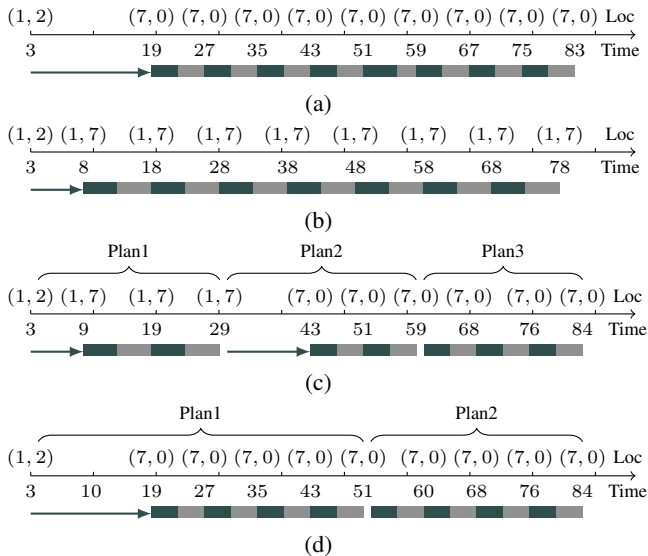 (1, 2) (7, 0) (7, 0) (7, 0) (7, 0) (7, 0) (7, 0) (7, 0) (7, 0) (7, 0) Loc
3 19 27 35 43 51 59 67 75 83 Time
(a)
(1, 2) (1, 7) (1, 7) (1, 7) (1, 7) (1, 7) (1, 7) (1, 7) (1, 7) Loc
3 8 18 28 38 48 58 68 78 Time
(b)
Plan1 Plan2 Plan3
(1, 2) (1, 7) (1, 7) (1, 7) (7, 0) (7, 0) (7, 0) (7, 0) (7, 0) (7, 0) Loc
3 9 19 29 43 51 59 68 76 84 Time
(c)
Plan1 Plan2
(1, 2) (7, 0) (7, 0) (7, 0) (7, 0) (7, 0) (7, 0) (7, 0) (7, 0) (7, 0) Loc
3 10 19 27 35 43 51 60 68 76 84 Time
(d)